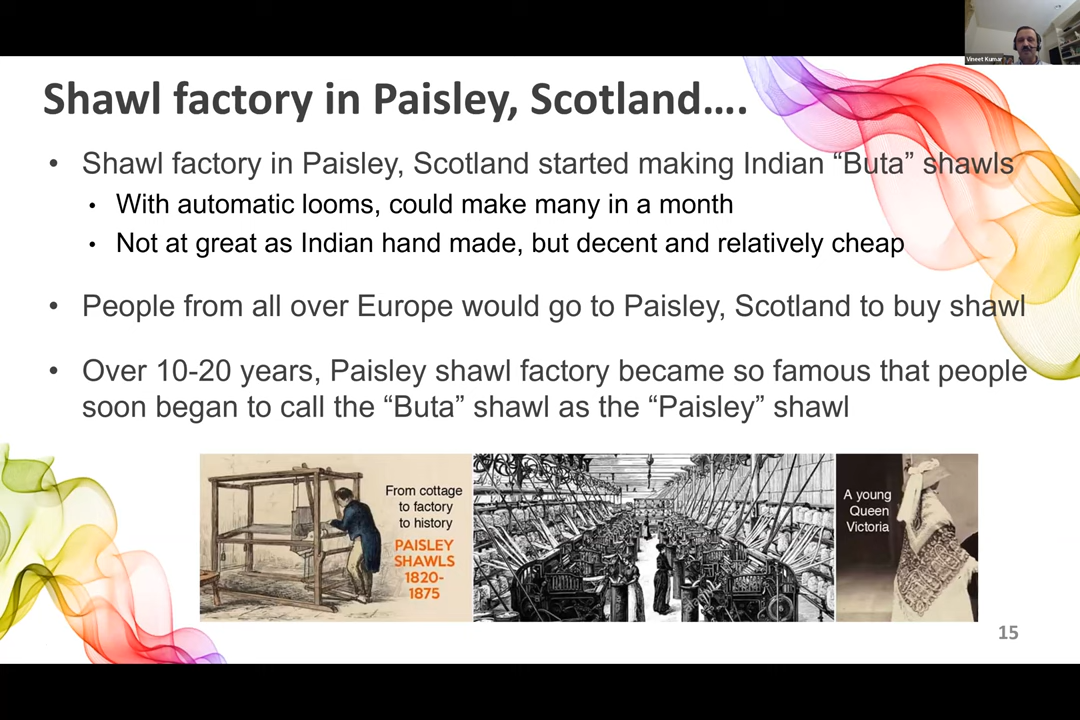 Vineet Kumar
Shawl factory in Paisley, Scotland....
• Shawl factory in Paisley, Scotland started making Indian “Buta” shawls
• With automatic looms, could make many in a month
• Not at great as Indian hand made, but decent and relatively cheap
• People from all over Europe would go to Paisley, Scotland to buy shawl
• Over 10-20 years, Paisley shawl factory became so famous that people
soon began to call the “Buta” shawl as the “Paisley” shawl
From cottage
to factory
to history
PAISLEY
SHAWLS
1820-
1875
A young
Queen
Victoria
15